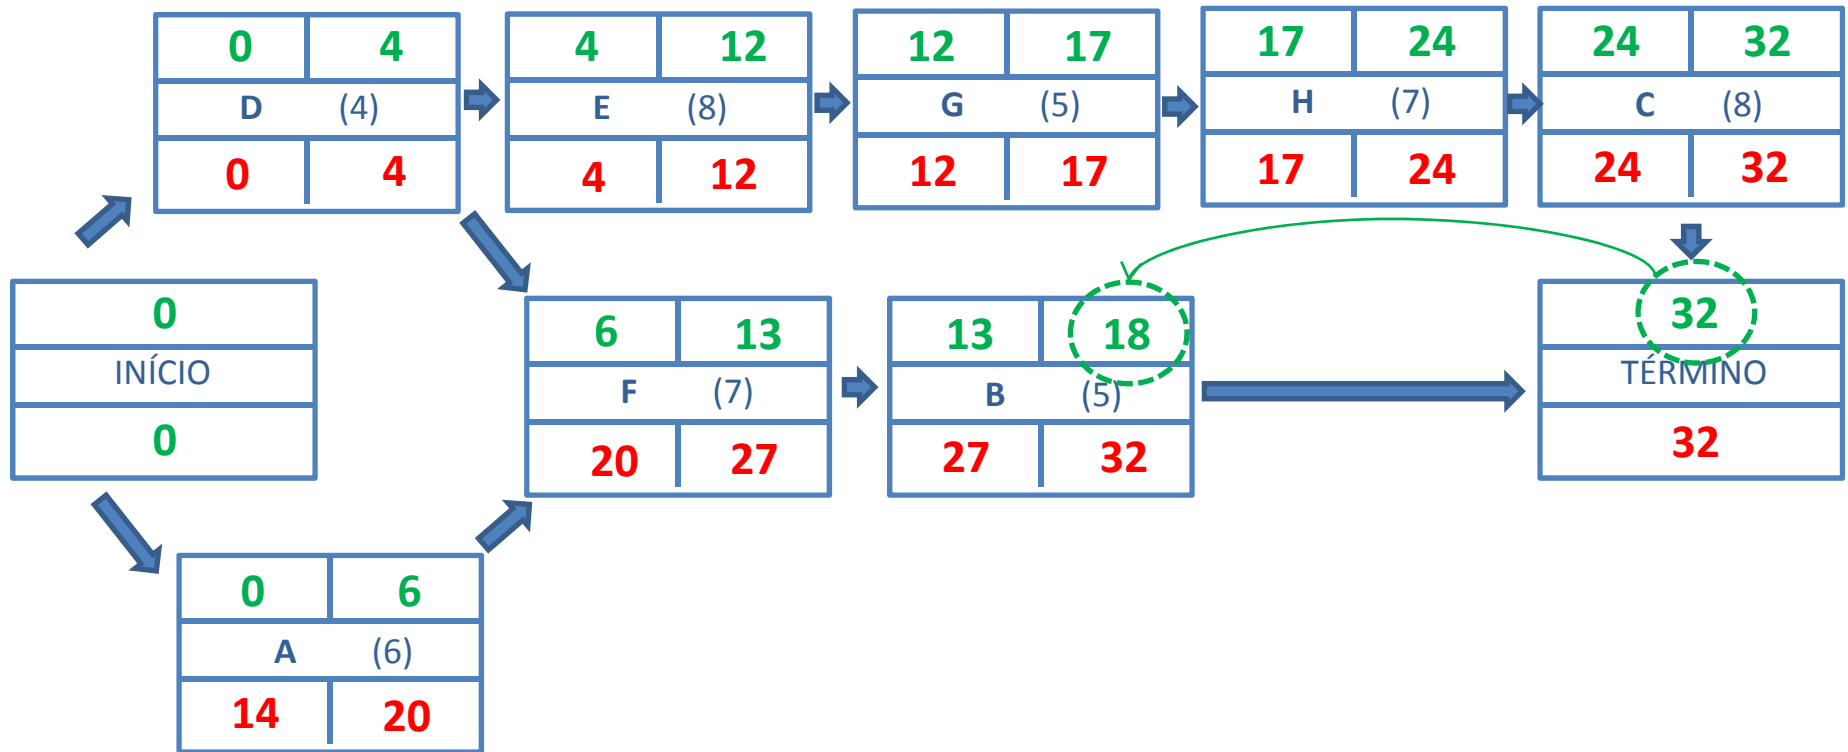 0 4
D (4)
0 4
4 12
E (8)
4 12
12 17
G (5)
12 17
17 24
H (7)
17 24
24 32
C (8)
24 32
0
INÍCIO
0
6 13
F (7)
20 27
13 18
B (5)
27 32
32
TÉRMINO
32
0 6
A (6)
14 20